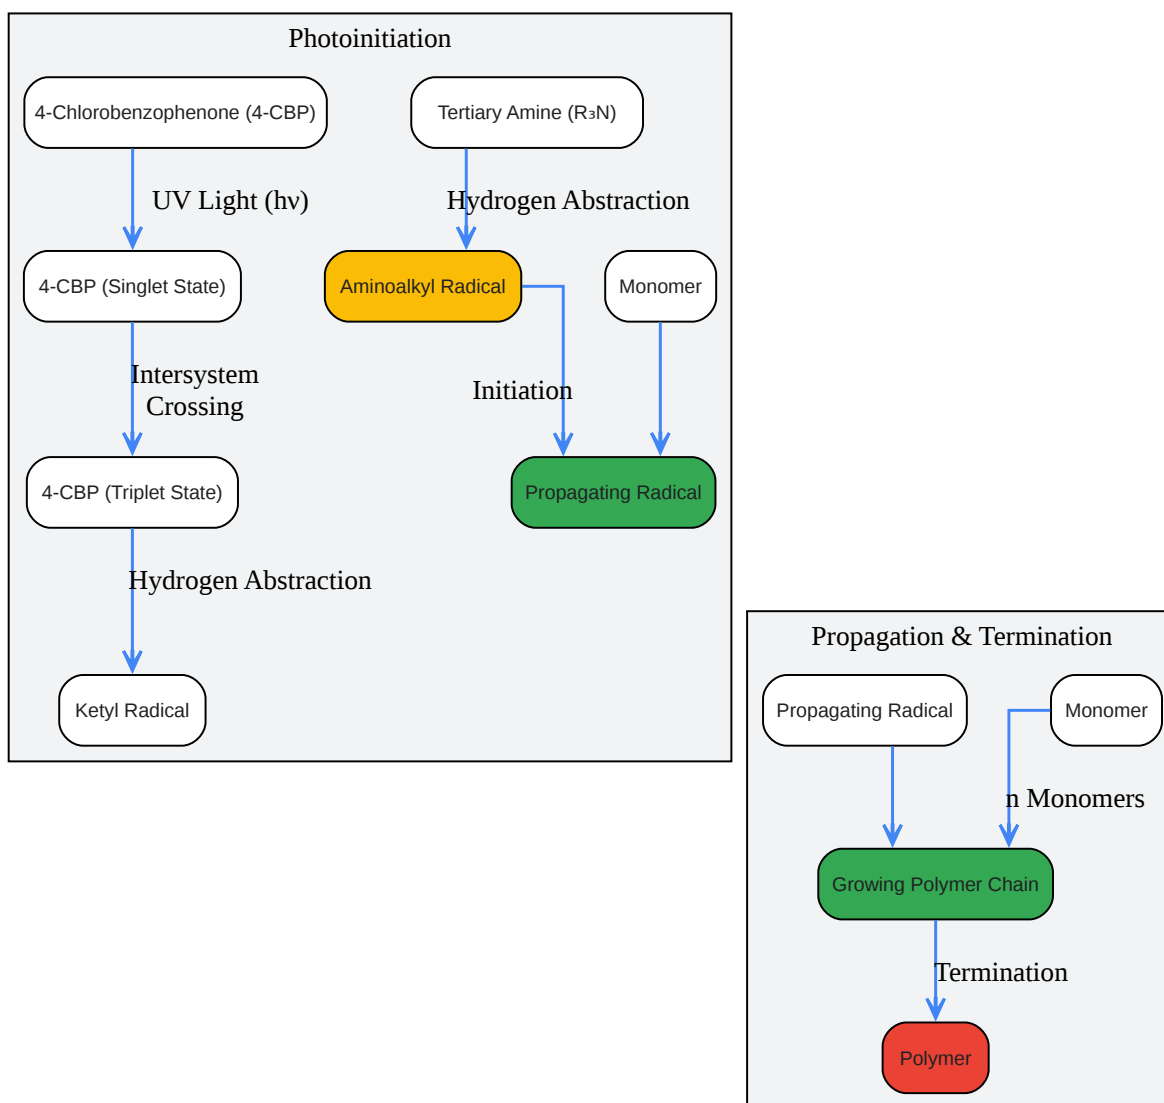 Photoinitiation
4-Chlorobenzophenone (4-CBP)
Tertiary Amine (R₃N)
UV Light (hν)
Hydrogen Abstraction
4-CBP (Singlet State)
Aminoalkyl Radical
Monomer
Intersystem
Crossing
Initiation
4-CBP (Triplet State)
Propagating Radical
Hydrogen Abstraction
Ketyl Radical
Propagation & Termination
Propagating Radical
Monomer
n Monomers
Growing Polymer Chain
Termination
Polymer